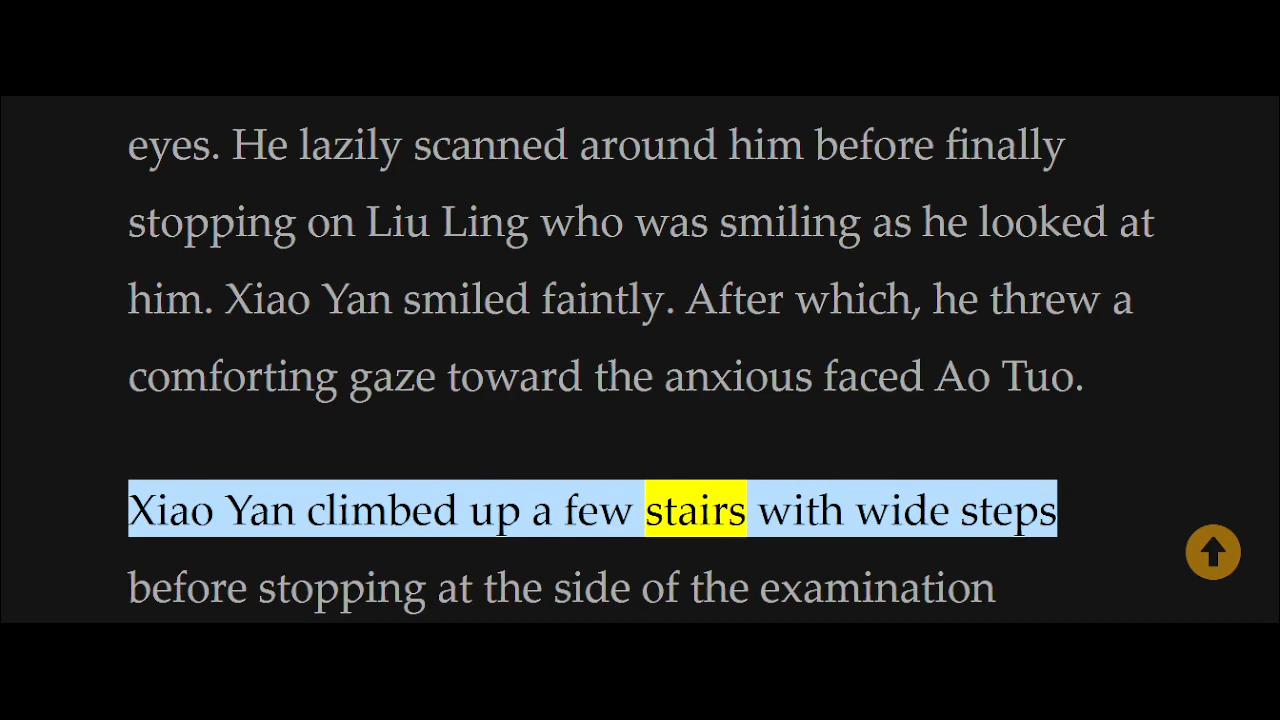 eyes. He lazily scanned around him before finally
stopping on Liu Ling who was smiling as he looked at
him. Xiao Yan smiled faintly. After which, he threw a
comforting gaze toward the anxious faced Ao Tuo.
Xiao Yan climbed up a few stairs with wide steps
before stopping at the side of the examination